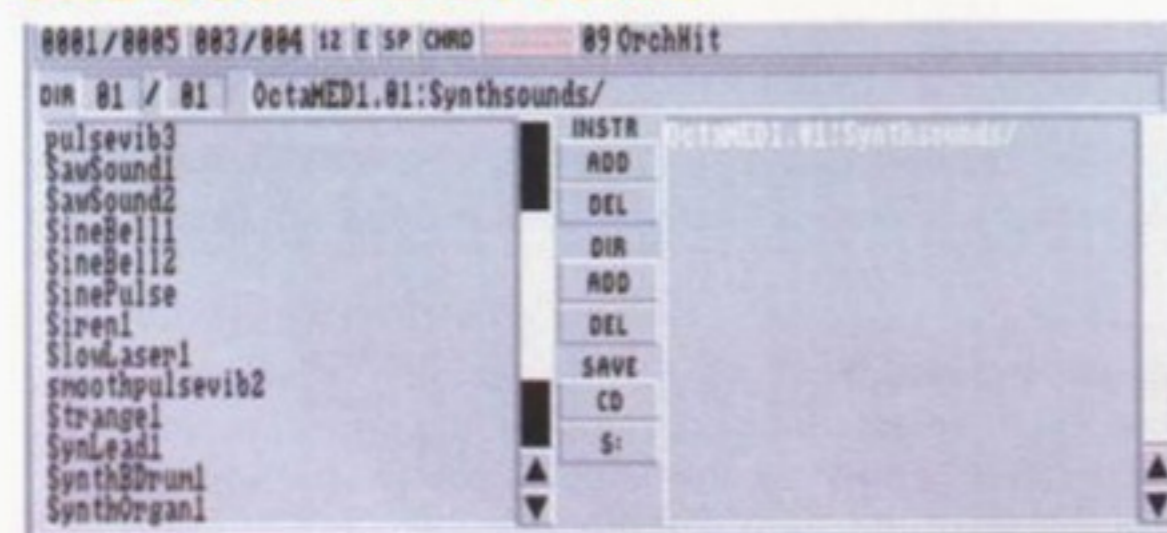 0001/0005 003/004 12 E SP CHRD 09 OrchHit
DIR 01 / 01 OctaMED1.01:Synthsounds/
pulsevib3
SawSound1
SawSound2
SineBell1
SineBell2
SinePulse
Siren1
SlowLaser1
smoothpulsevib2
Strange1
SynLead1
SynthBDrum1
SynthOrgan1
INSTR
ADD
DEL
DIR
ADD
DEL
SAVE
CD
S:
OctaMED1.01:Synthsounds/